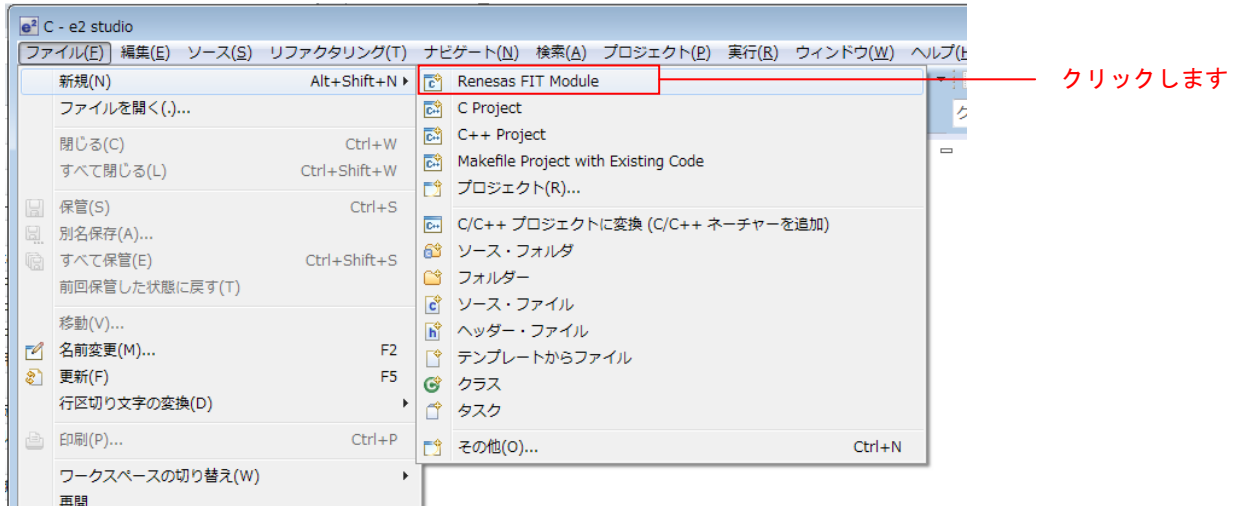 C - e2 studio
ファイル(F) 編集(E) ソース(S) リファクタリング(T) ナビゲート(N) 検索(A) プロジェクト(P) 実行(R) ウィンドウ(W) ヘルプ(H
新規(N) Alt+Shift+N
ファイルを開く(.)...
閉じる(C) Ctrl+W
すべて閉じる(L) Ctrl+Shift+W
保管(S) Ctrl+S
別名保存(A)...
すべて保管(E) Ctrl+Shift+S
前回保管した状態に戻す(T)
移動(V)...
名前変更(M)... F2
更新(F) F5
行区切り文字の変換(D)
印刷(P)... Ctrl+P
ワークスペースの切り替え(W)
再開
Renesas FIT Module
C Project
C++ Project
Makefile Project with Existing Code
プロジェクト(R)...
C/C++ プロジェクトに変換 (C/C++ ネーチャーを追加)
ソース・フォルダ
フォルダー
ソース・ファイル
ヘッダー・ファイル
テンプレートからファイル
クラス
タスク
その他(O)... Ctrl+N
クリックします